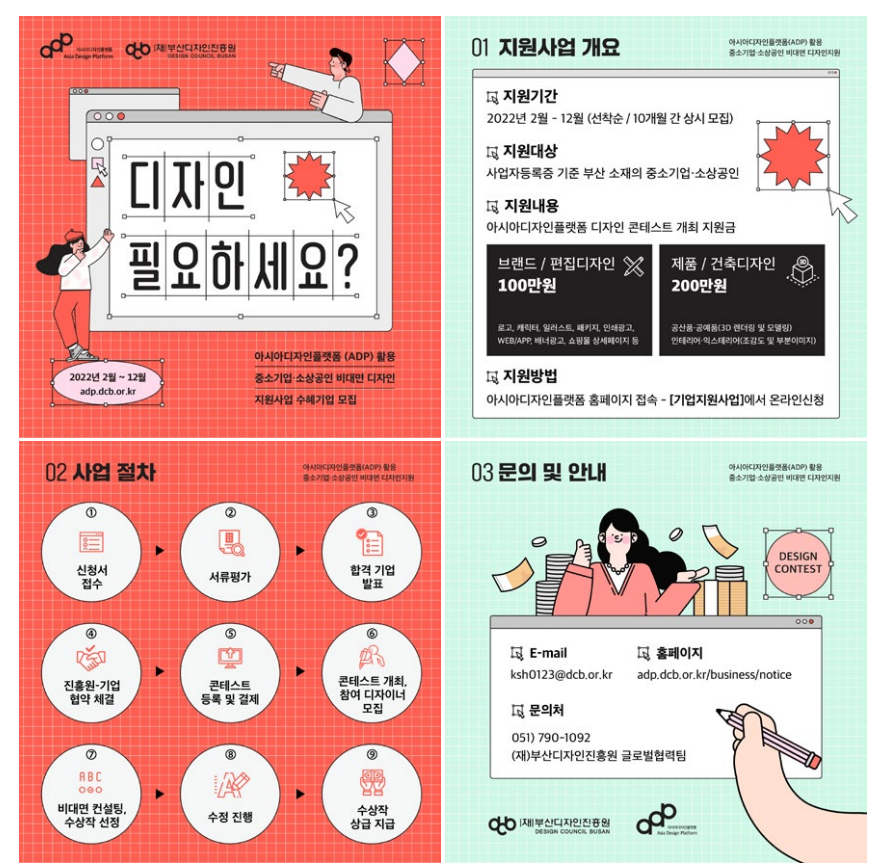 adp 아시아디자인플랫폼
Asia Design Platform
dcb (재)부산디자인진흥원
DESIGN COUNCIL BUSAN
디자인
필요하세요?
2022년 2월 ~ 12월
adp.dcb.or.kr
아시아디자인플랫폼 (ADP) 활용
중소기업·소상공인 비대면 디자인
지원사업 수혜기업 모집
01 지원사업 개요
아시아디자인플랫폼(ADP) 활용
중소기업·소상공인 비대면 디자인지원
지원기간
2022년 2월 - 12월 (선착순 / 10개월 간 상시 모집)
지원대상
사업자등록증 기준 부산 소재의 중소기업·소상공인
지원내용
아시아디자인플랫폼 디자인 콘테스트 개최 지원금
브랜드 / 편집디자인
100만원
로고, 캐릭터, 일러스트, 패키지, 인쇄광고,
WEB/APP, 배너광고, 쇼핑몰 상세페이지 등
제품 / 건축디자인
200만원
공산품·공예품(3D 렌더링 및 모델링)
인테리어·익스테리어(조감도 및 부분이미지)
지원방법
아시아디자인플랫폼 홈페이지 접속 - [기업지원사업]에서 온라인신청
02 사업 절차
아시아디자인플랫폼(ADP) 활용
중소기업·소상공인 비대면 디자인지원
①
신청서
접수
②
서류평가
③
합격 기업
발표
④
진흥원-기업
협약 체결
⑤
콘테스트
등록 및 결제
⑥
콘테스트 개최,
참여 디자이너
모집
⑦
ABC
비대면 컨설팅,
수상작 선정
⑧
수정 진행
⑨
수상작
상금 지급
03 문의 및 안내
아시아디자인플랫폼(ADP) 활용
중소기업·소상공인 비대면 디자인지원
DESIGN
CONTEST
E-mail
ksh0123@dcb.or.kr
홈페이지
adp.dcb.or.kr/business/notice
문의처
051) 790-1092
(재)부산디자인진흥원 글로벌협력팀
dcb (재)부산디자인진흥원
DESIGN COUNCIL BUSAN
adp 아시아디자인플랫폼
Asia Design Platform